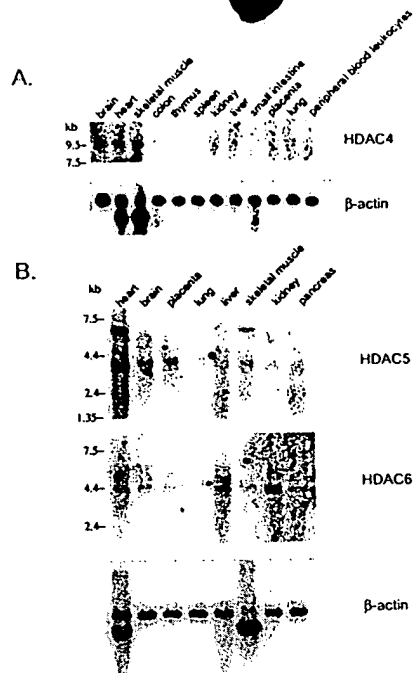 A.
brain heart skeletal muscle colon thymus spleen kidney liver small intestine placenta lung peripheral blood leukocytes
kb
9.5-
7.5-
HDAC4
β-actin
B.
kb
heart brain placenta lung liver skeletal muscle kidney pancreas
7.5-
4.4-
2.4-
1.35-
HDAC5
7.5-
4.4-
2.4-
HDAC6
β-actin